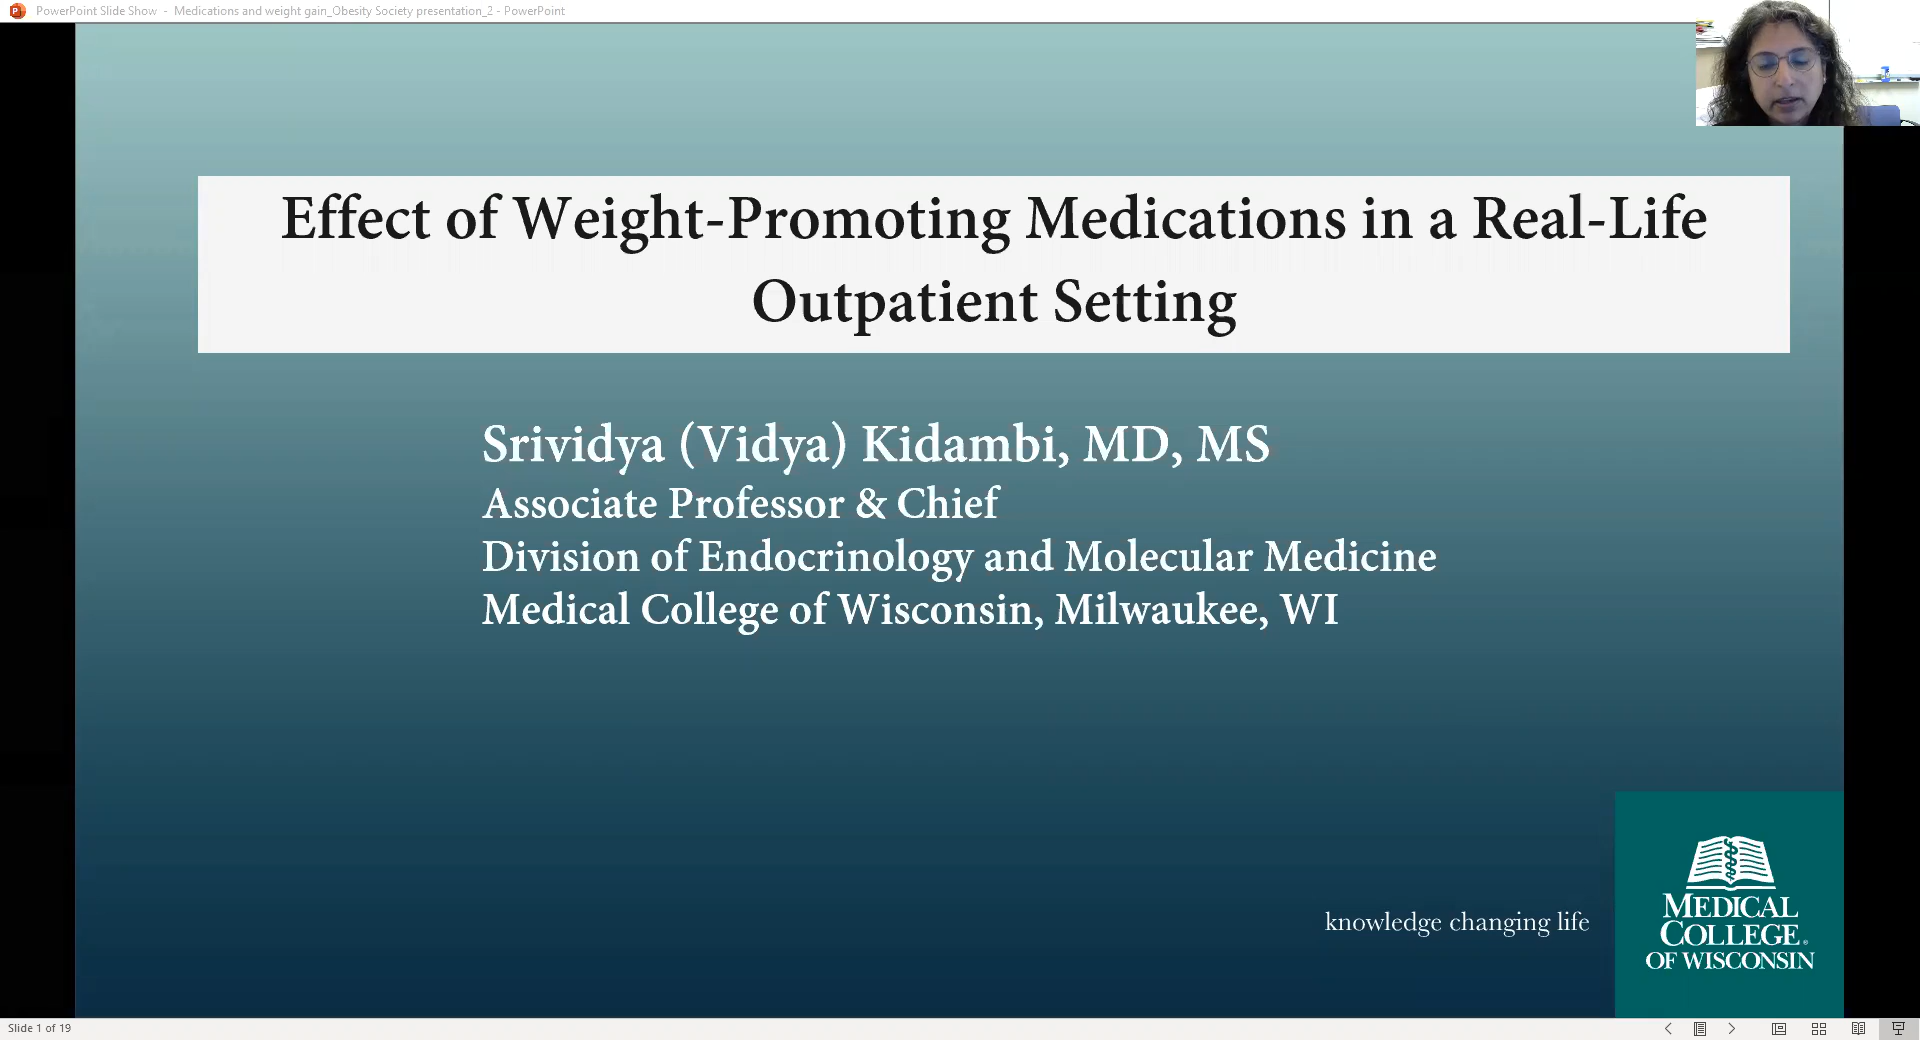 PowerPoint Slide Show - Medications and weight gain_Obesity Society presentation_2 - PowerPoint
Effect of Weight-Promoting Medications in a Real-Life
Outpatient Setting
Srividya (Vidya) Kidambi, MD, MS
Associate Professor & Chief
Division of Endocrinology and Molecular Medicine
Medical College of Wisconsin, Milwaukee, WI
knowledge changing life
MEDICAL
COLLEGE®
OF WISCONSIN
Slide 1 of 19